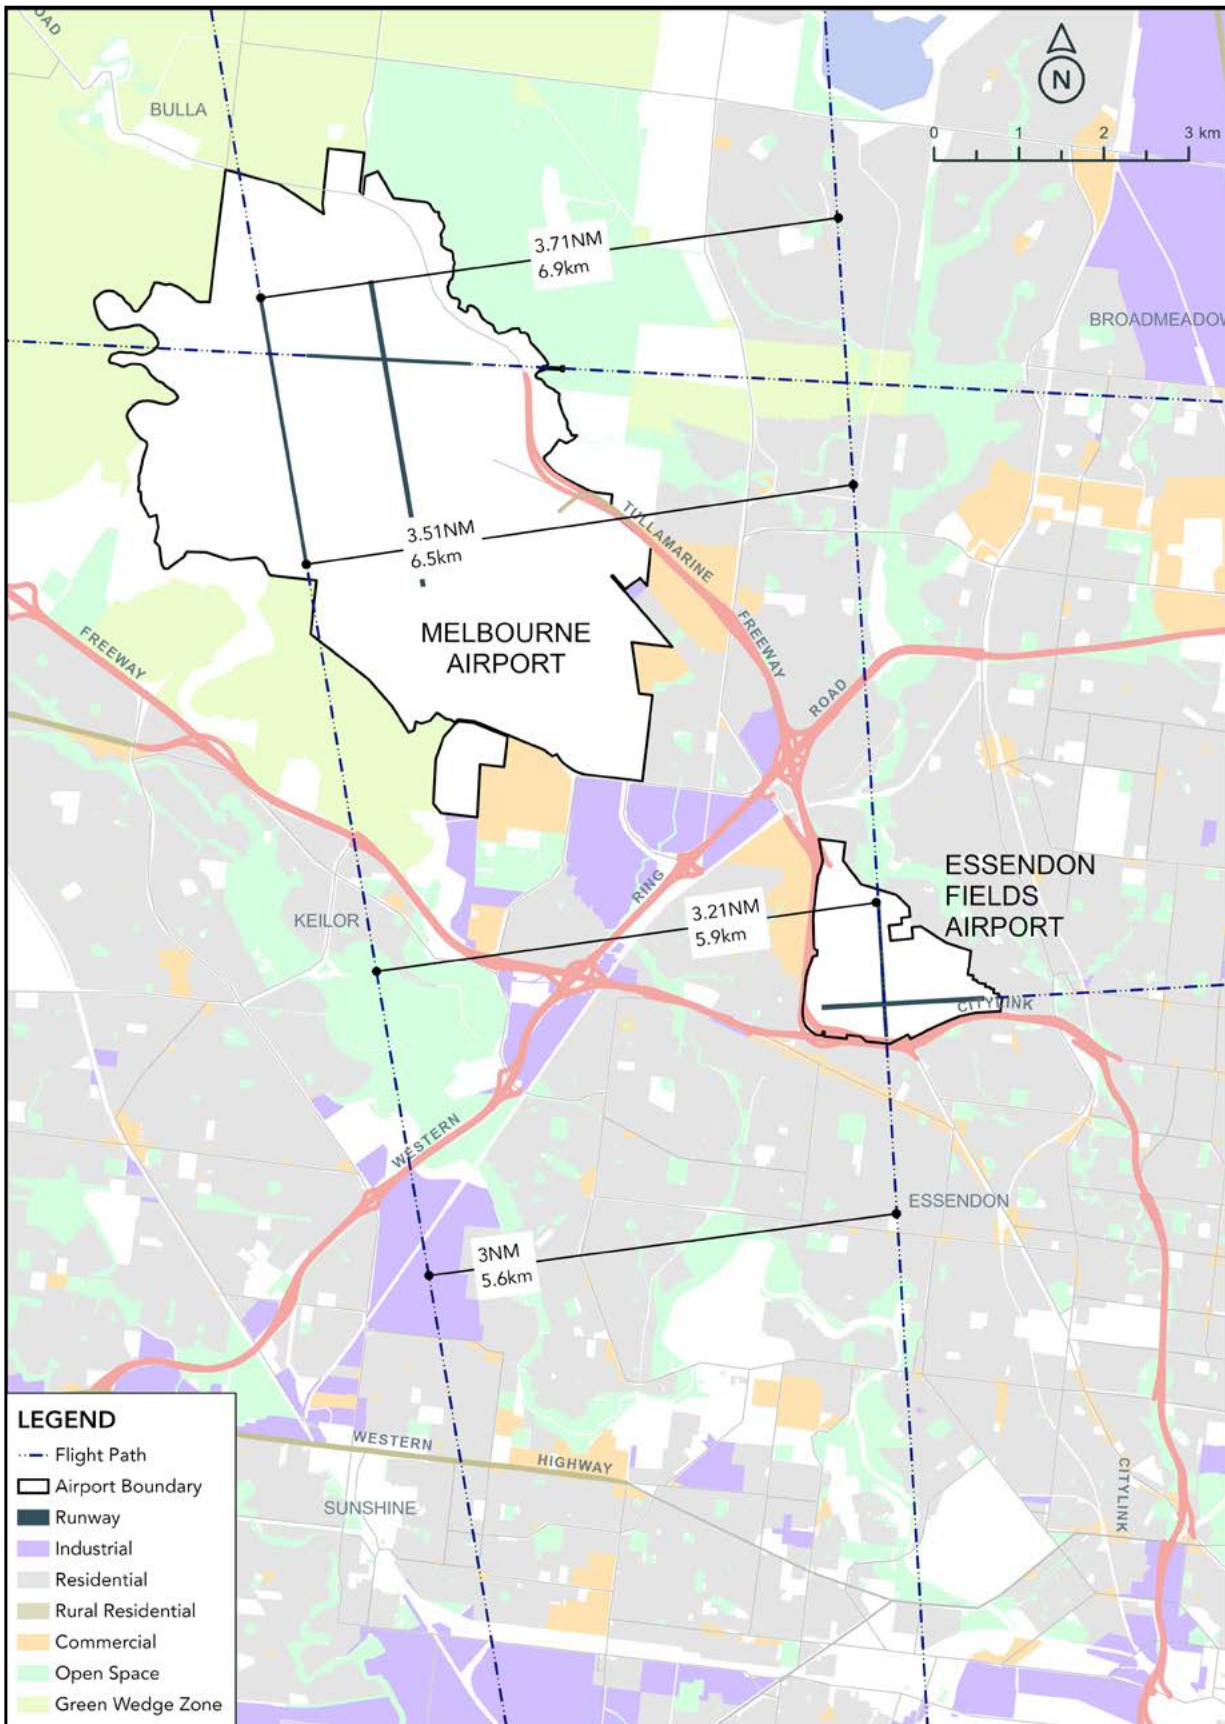 OAD
BULLA
N
0 1 2 3 km
3.71NM
6.9km
BROADMEADOW
3.51NM
6.5km
TULLAMARINE
FREEWAY
MELBOURNE
AIRPORT
FREEWAY
ROAD
ESSENDON
FIELDS
AIRPORT
RING
3.21NM
5.9km
KEILOR
CITYLINK
WESTERN
ESSENDON
3NM
5.6km
LEGEND
Flight Path
Airport Boundary
Runway
Industrial
Residential
Rural Residential
Commercial
Open Space
Green Wedge Zone
WESTERN
HIGHWAY
SUNSHINE
CITYLINK